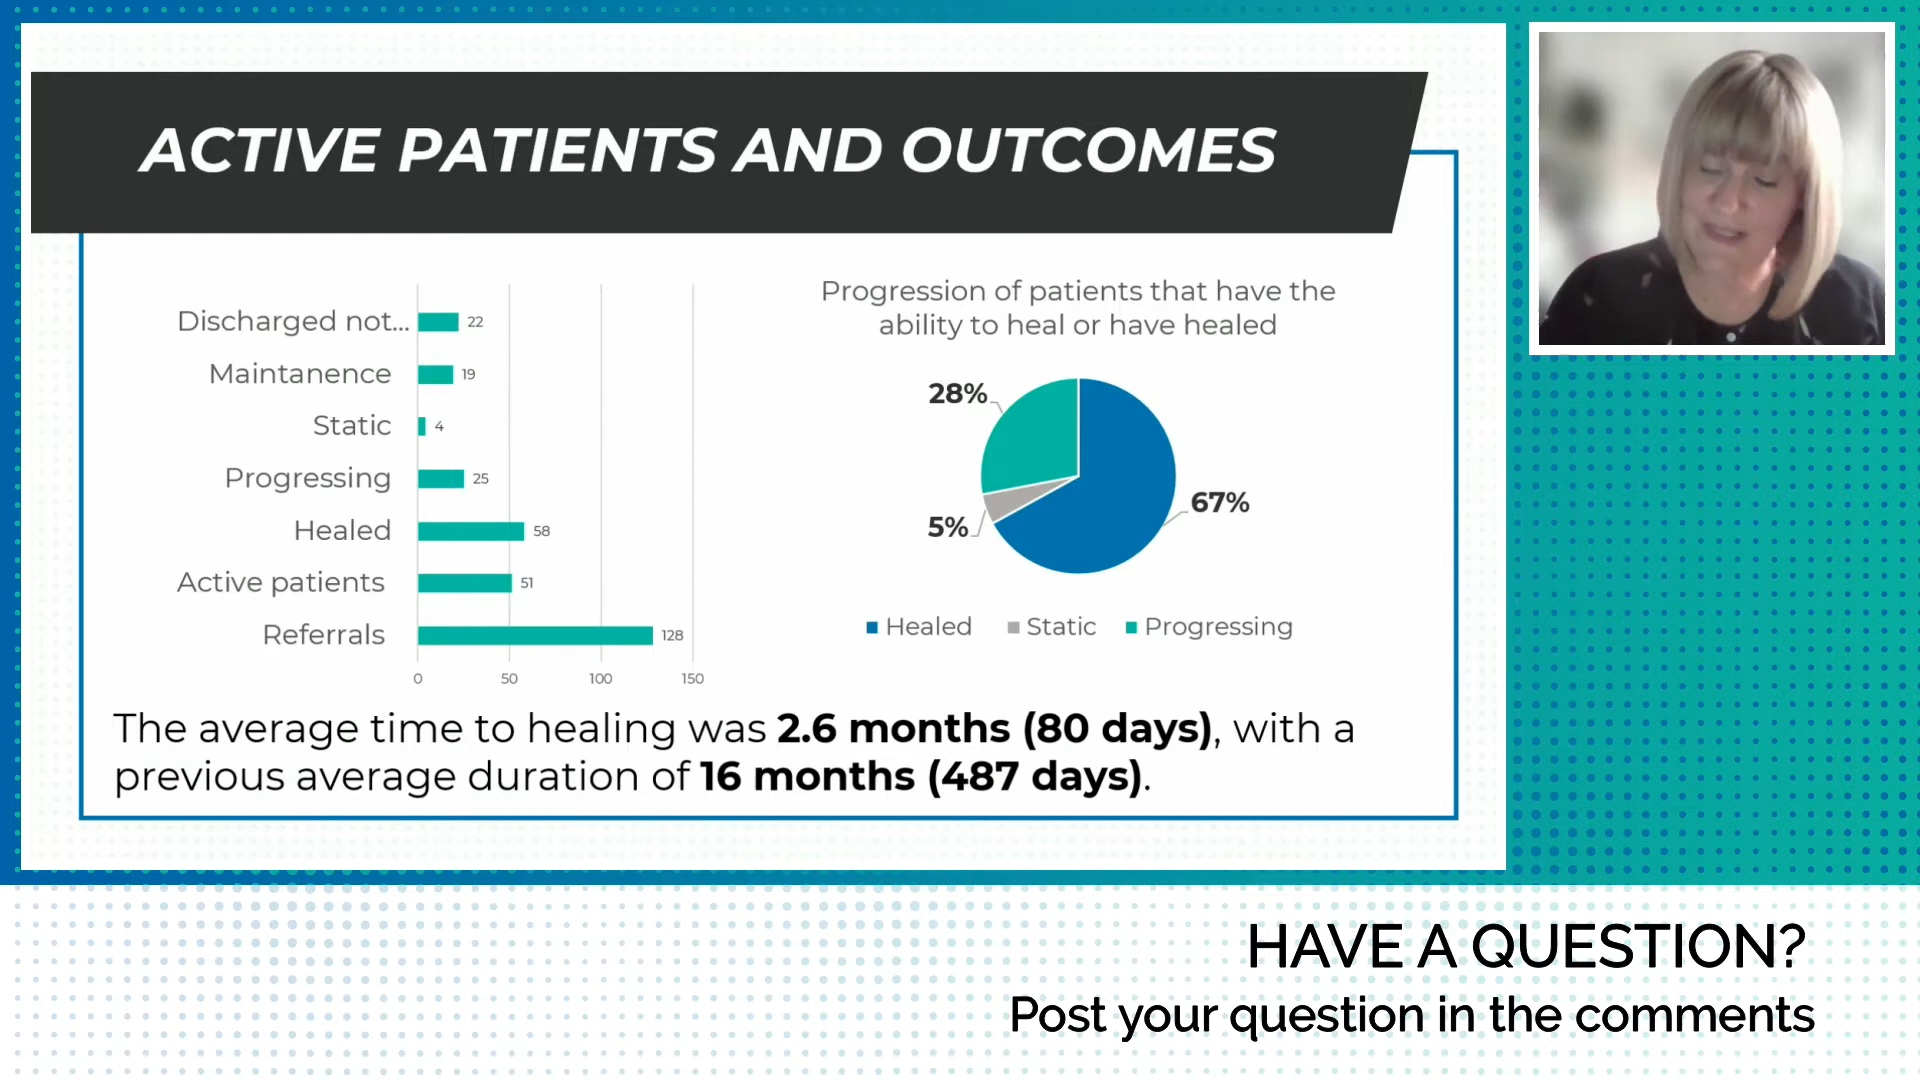 ACTIVE PATIENTS AND OUTCOMES
Discharged not... 22
Maintanence 19
Static 4
Progressing 25
Healed 58
Active patients 51
Referrals 128
0 50 100 150
Progression of patients that have the
ability to heal or have healed
28%
67%
5%
Healed Static Progressing
The average time to healing was 2.6 months (80 days), with a
previous average duration of 16 months (487 days).
HAVE A QUESTION?
Post your question in the comments